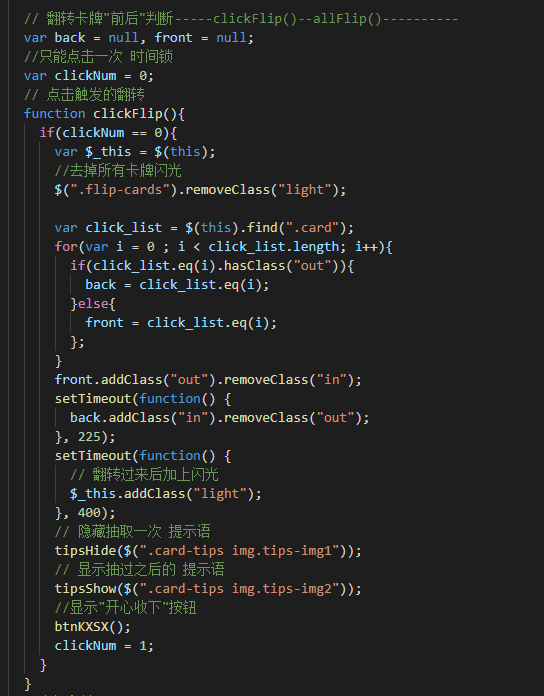 // 翻转卡牌"前后"判断-----clickFlip()--allFlip()----------
var back = null, front = null;
//只能点击一次 时间锁
var clickNum = 0;
// 点击触发的翻转
function clickFlip(){
if(clickNum == 0){
var $_this = $(this);
//去掉所有卡牌闪光
$(".flip-cards").removeClass("light");
var click_list = $(this).find(".card");
for(var i = 0 ; i < click_list.length; i++){
if(click_list.eq(i).hasClass("out")){
back = click_list.eq(i);
}else{
front = click_list.eq(i);
};
}
front.addClass("out").removeClass("in");
setTimeout(function() {
back.addClass("in").removeClass("out");
}, 225);
setTimeout(function() {
// 翻转过来后加上闪光
$_this.addClass("light");
}, 400);
// 隐藏抽取一次 提示语
tipsHide($(".card-tips img.tips-img1"));
// 显示抽过之后的 提示语
tipsShow($(".card-tips img.tips-img2"));
//显示"开心收下"按钮
btnKXSX();
clickNum = 1;
}
}